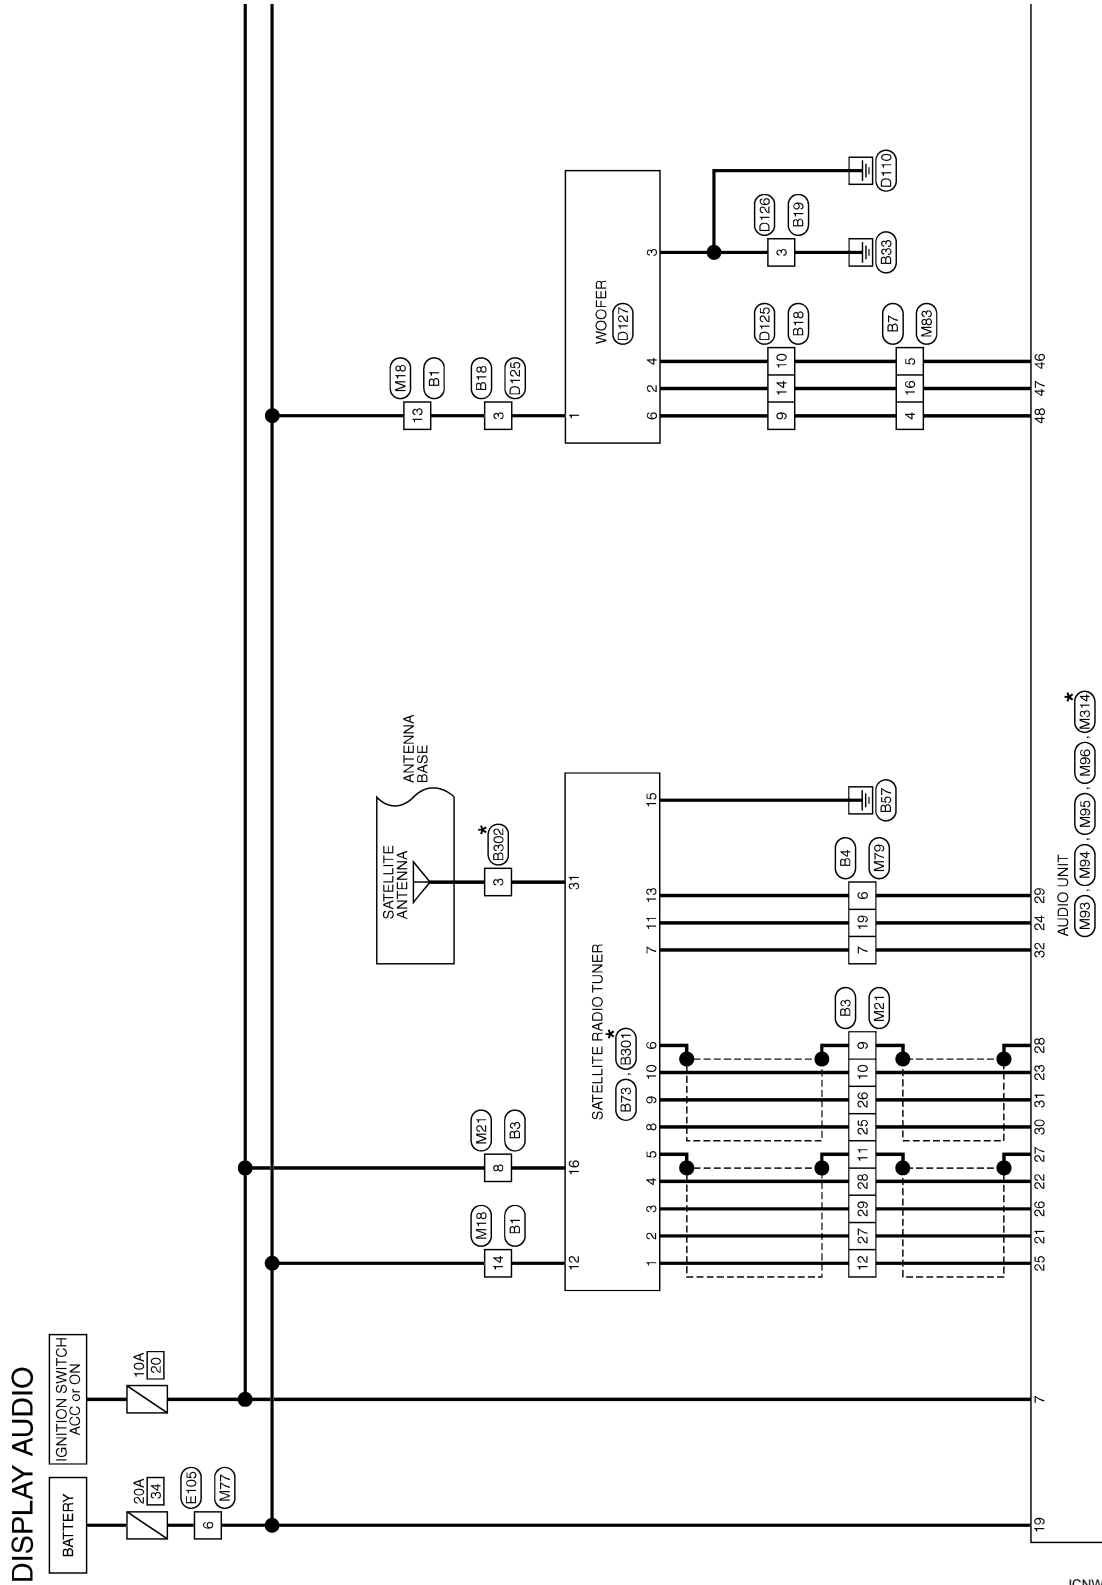 DISPLAY AUDIO
BATTERY
20A
34
E105
6
M77
19
IGNITION SWITCH
ACC or ON
10A
20
7
M18
14
B1
12
M21
8
B3
16
SATELLITE
ANTENNA
ANTENNA
BASE
3
*
B302
31
SATELLITE RADIO TUNER
B73 , B301
*
1 2 3 4 5 8 9 10 6 7 11 13 15
B3
12 27 29 28 11 25 26 10 9
M21
B4
7 19 6
M79
B57
25 21 26 22 27 30 31 23 28 32 24 29
AUDIO UNIT
M93 , M94 , M95 , M96 , M314
*
M18
13
B1
B18
3
D125
1
WOOFER
D127
6 2 4 3
D125
9 14 10
B18
B7
4 16 5
M83
48 47 46
D126
3
B19
B33
D110
JCNW